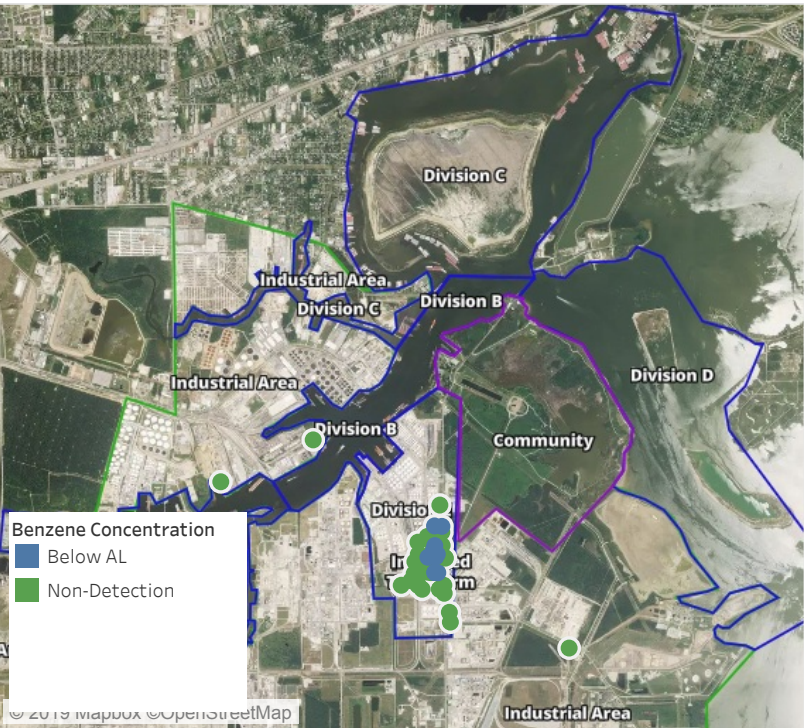 Division C
Industrial Area
Division B
Division C
Division D
Industrial Area
Division B
Community
Benzene Concentration
Below AL
Non-Detection
© 2019 Mapbox ©OpenStreetMap
Industrial Area